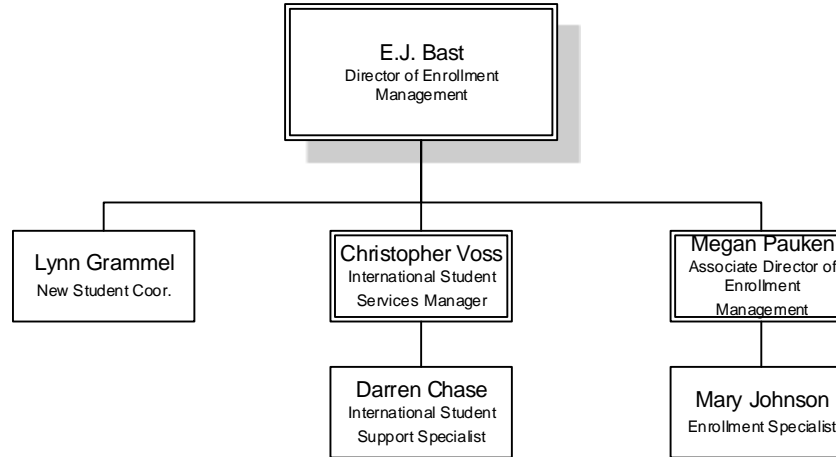 E.J. Bast
Director of Enrollment
Management
Lynn Grammel
New Student Coor.
Christopher Voss
International Student
Services Manager
Megan Pauken
Associate Director of
Enrollment
Management
Darren Chase
International Student
Support Specialist
Mary Johnson
Enrollment Specialist